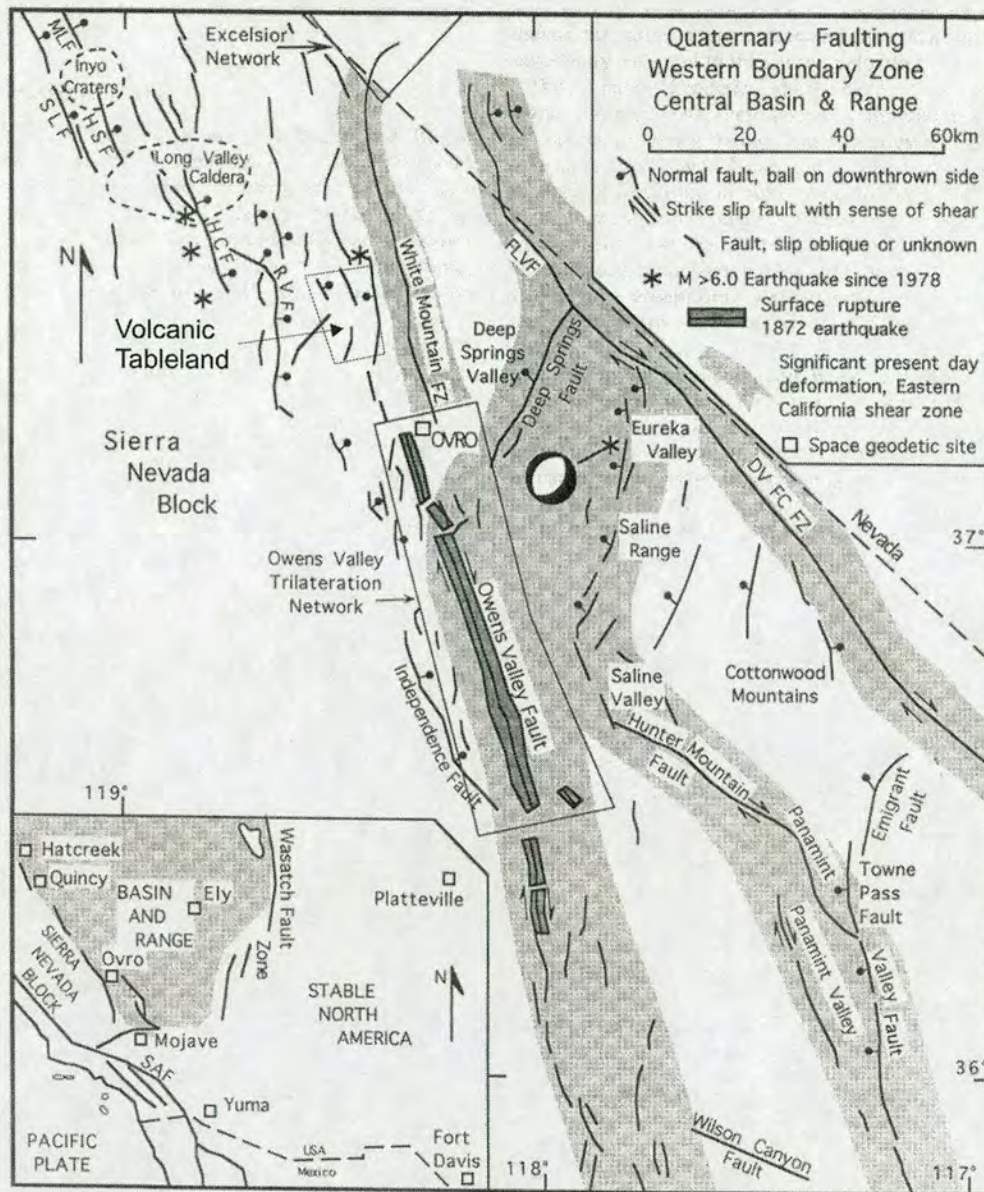 Quaternary Faulting
Western Boundary Zone
Central Basin & Range
0 20 40 60km
Normal fault, ball on downthrown side
Strike slip fault with sense of shear
Fault, slip oblique or unknown
M >6.0 Earthquake since 1978
Surface rupture
1872 earthquake
Significant present day
deformation, Eastern
California shear zone
Space geodetic site
Excelsior
Network
MLF
Inyo
Craters
SLF
HSF
Long Valley
Caldera
HCF
RVF
N
Volcanic
Tableland
White Mountain FZ
FLVF
Deep
Springs
Valley
Deep Springs
Fault
OVRO
Eureka
Valley
Sierra
Nevada
Block
Saline
Range
DV FC FZ
Nevada
37°
Owens Valley
Trilateration
Network
Owens Valley Fault
Independence Fault
Saline
Valley
Cottonwood
Mountains
Hunter Mountain
Fault
Panamint
Valley Fault
Emigrant
Fault
Towne
Pass
Fault
Panamint Valley
36°
Wilson Canyon
Fault
119°
118°
117°
Hatcreek
Quincy
BASIN
AND
RANGE
Ely
Wasatch Fault
Zone
Platteville
SIERRA
NEVADA
BLOCK
Ovro
N
STABLE
NORTH
AMERICA
Mojave
SAF
Yuma
USA
Mexico
Fort
Davis
PACIFIC
PLATE